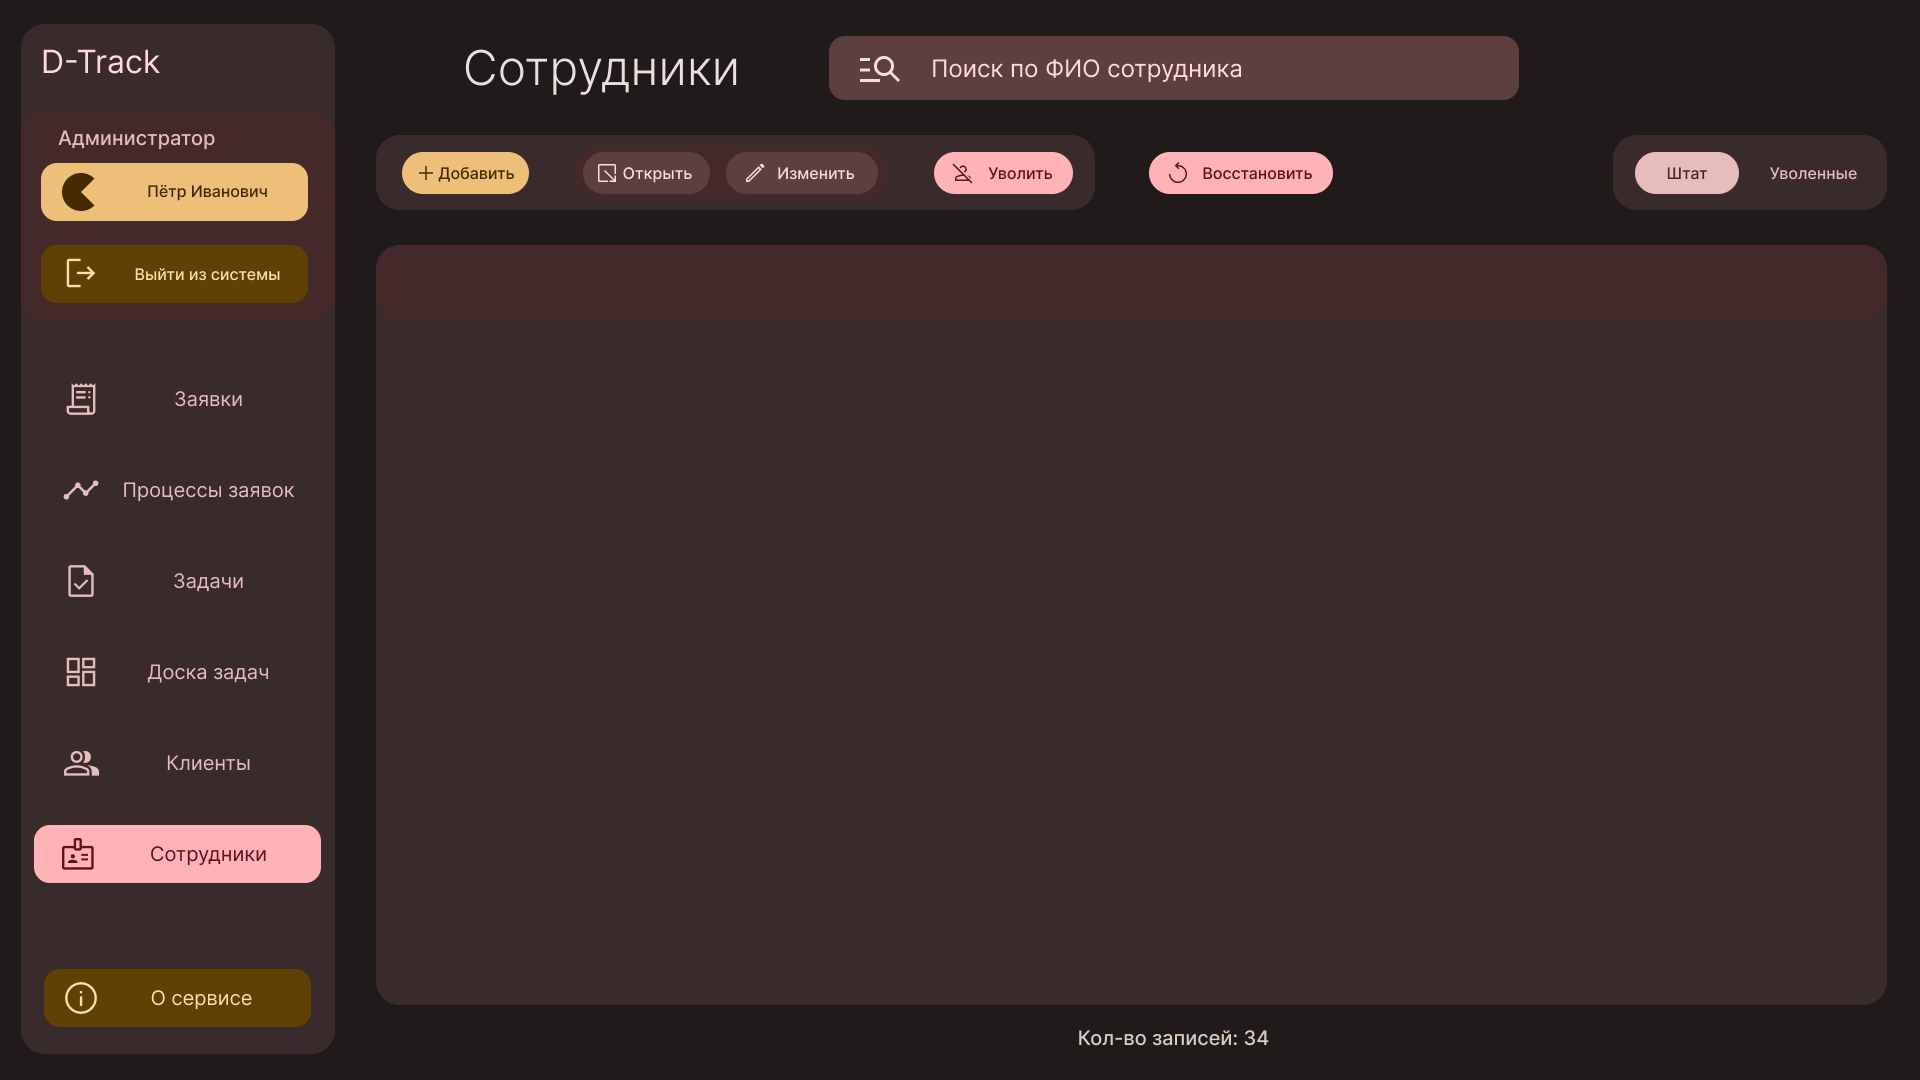 D-Track
Администратор
Пётр Иванович
Выйти из системы
Заявки
Процессы заявок
Задачи
Доска задач
Клиенты
Сотрудники
О сервисе
Сотрудники
Поиск по ФИО сотрудника
Добавить
Открыть
Изменить
Уволить
Восстановить
Штат
Уволенные
Кол-во записей: 34